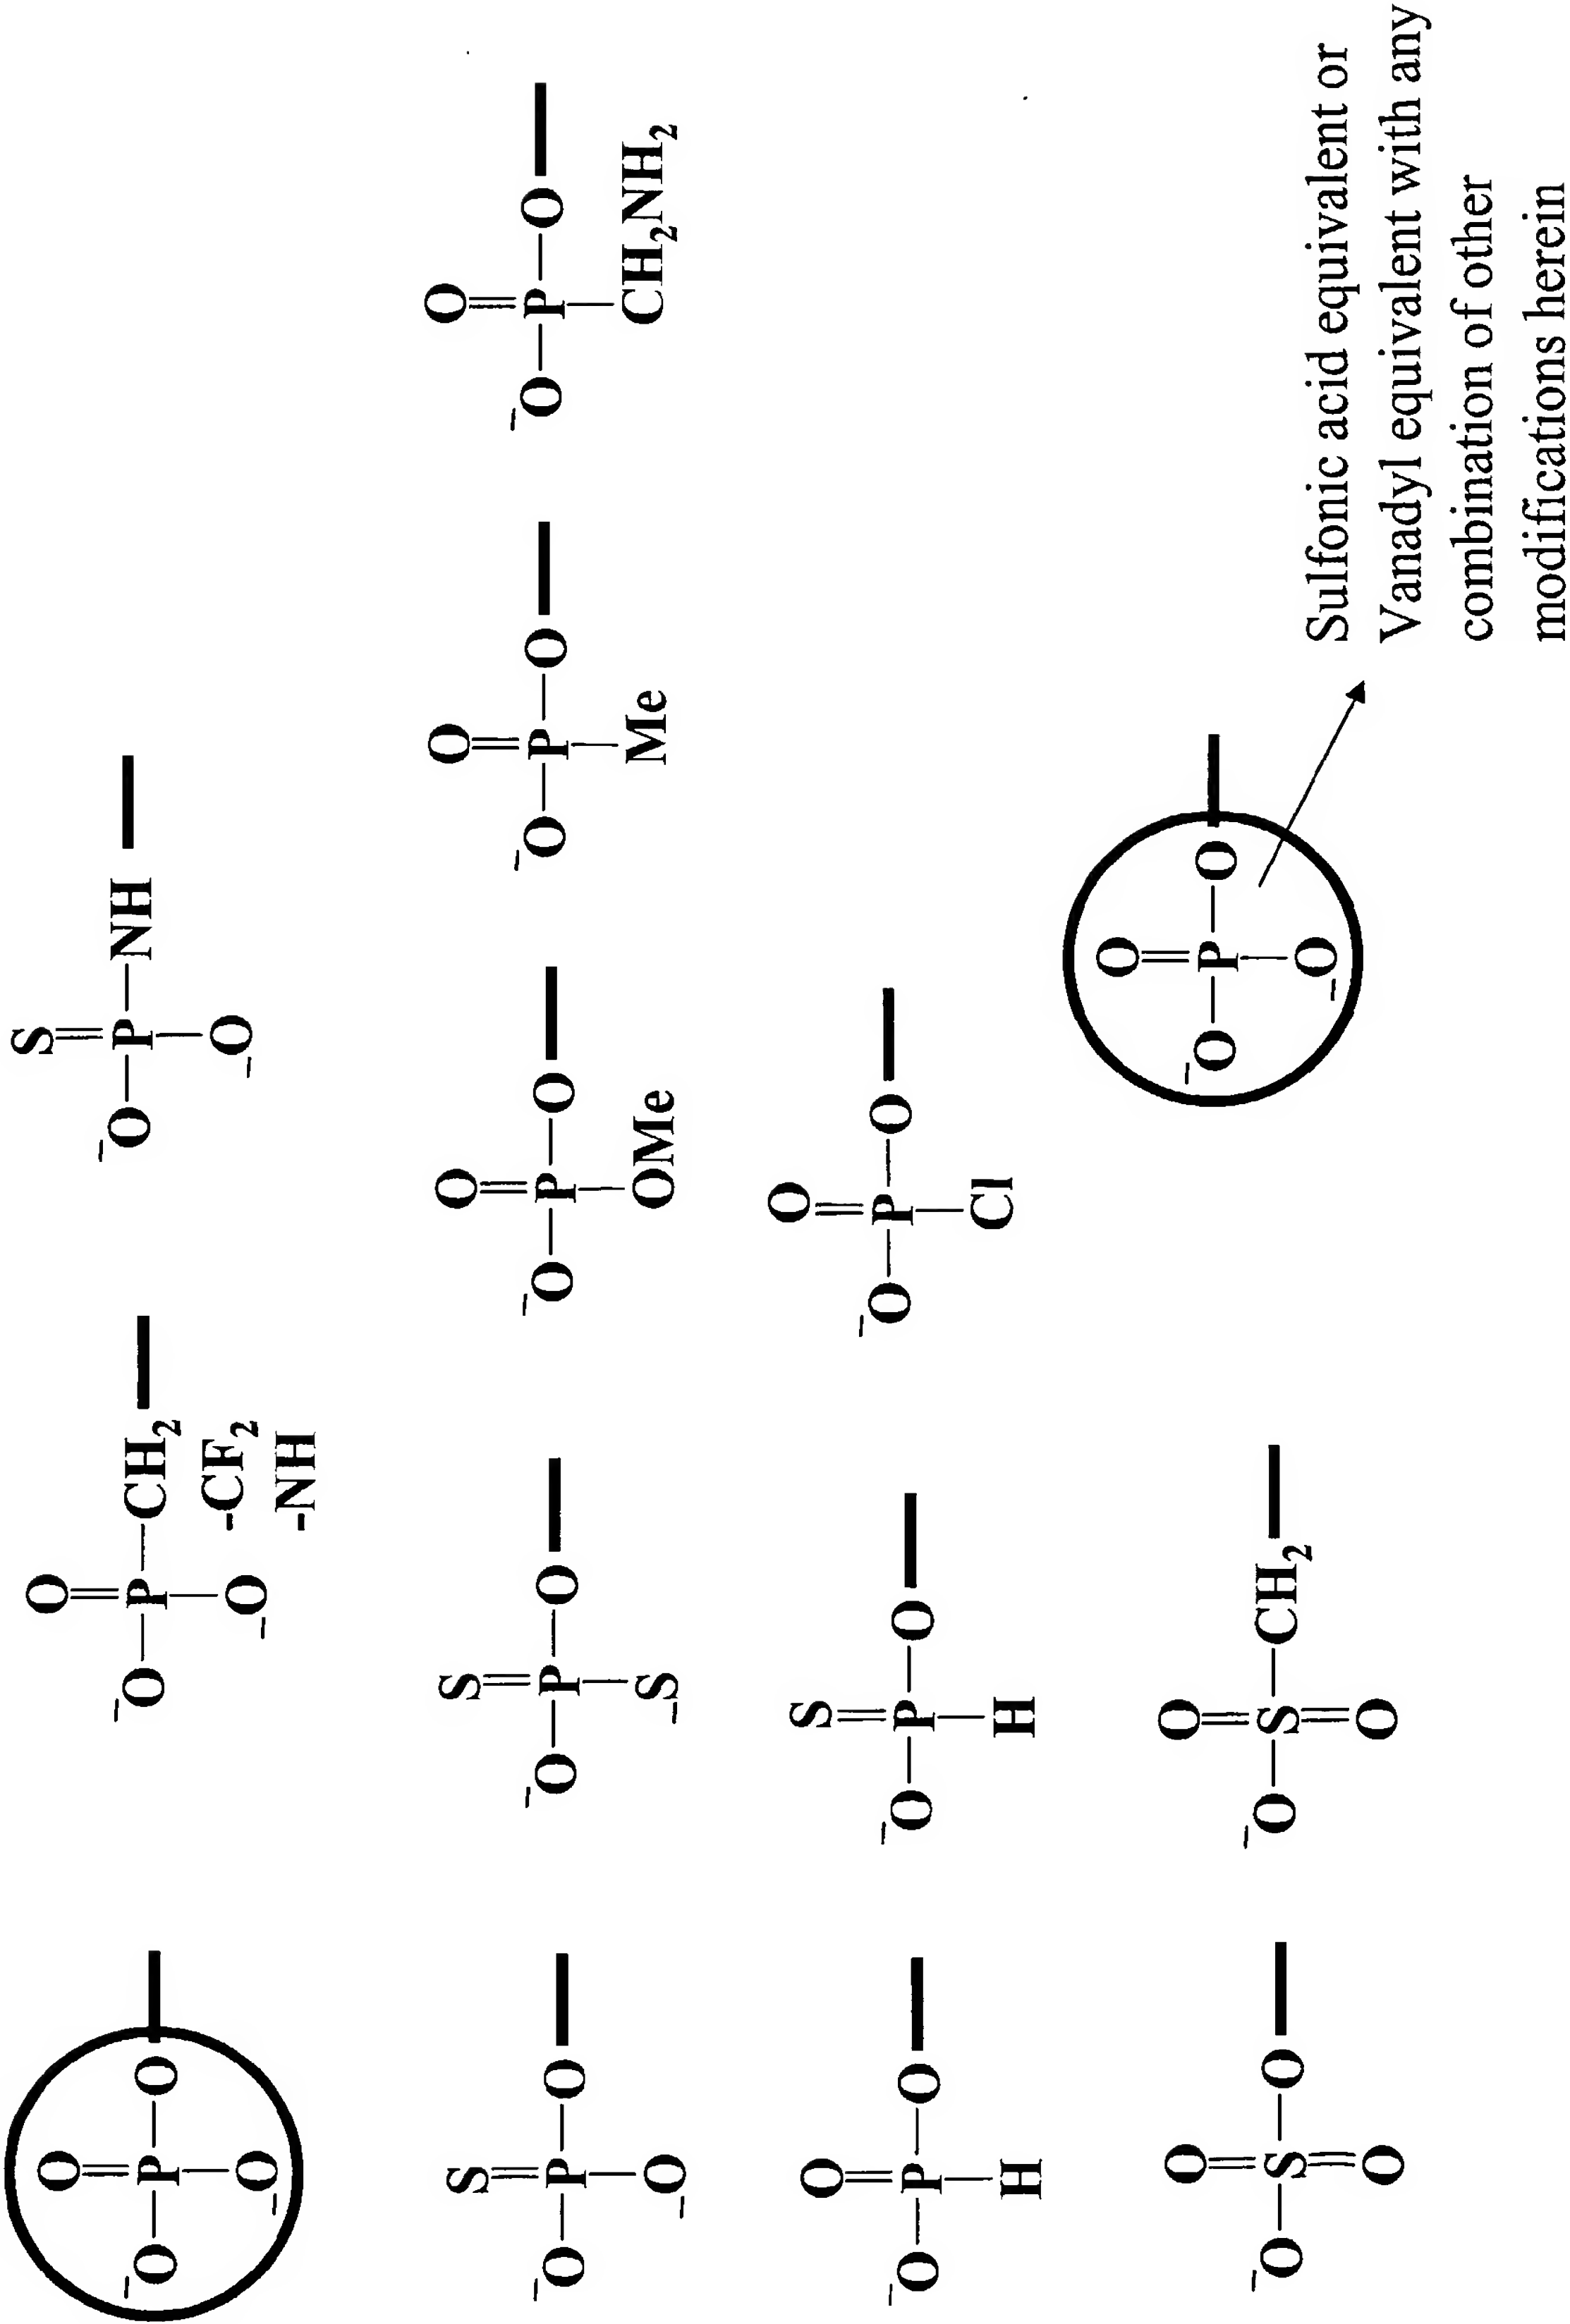 O O S
⁻O—P—O ⁻O—P—CH₂ ⁻O—P—NH
⁻O ⁻O -CF₂ ⁻O
-NH
S S O O O
⁻O—P—O ⁻O—P—O ⁻O—P—O ⁻O—P—O ⁻O—P—O
⁻O ⁻S OMe Me CH₂NH₂
O S O
⁻O—P—O ⁻O—P—O ⁻O—P—O
H H Cl
O O O
⁻O—S—O ⁻O—S—CH₂ ⁻O—P—O
O O ⁻O
Sulfonic acid equivalent or
Vanadyl equivalent with any
combination of other
modifications herein